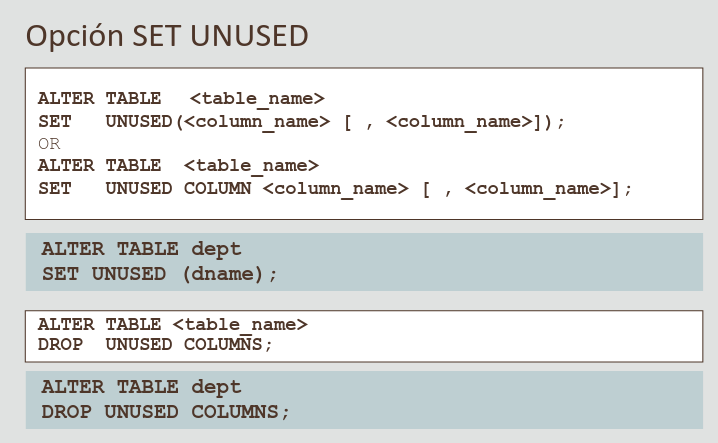 Opción SET UNUSED
ALTER TABLE <table_name>
SET UNUSED(<column_name> [ , <column_name>]);
OR
ALTER TABLE <table_name>
SET UNUSED COLUMN <column_name> [ , <column_name>];
ALTER TABLE dept
SET UNUSED (dname);
ALTER TABLE <table_name>
DROP UNUSED COLUMNS;
ALTER TABLE dept
DROP UNUSED COLUMNS;